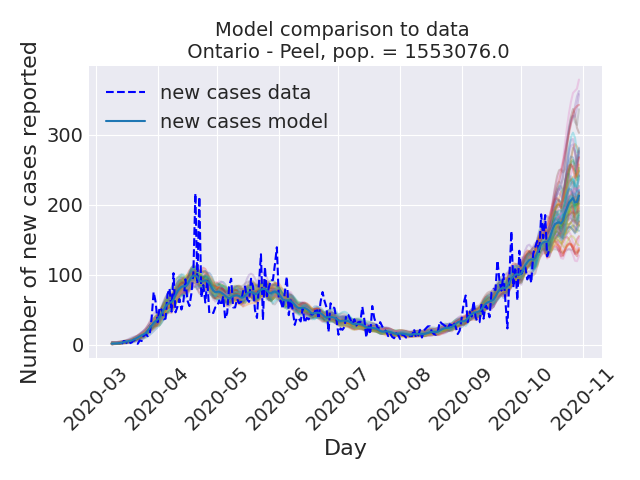 Model comparison to data
Ontario - Peel, pop. = 1553076.0
Number of new cases reported
new cases data
new cases model
300
200
100
0
2020-03
2020-04
2020-05
2020-06
2020-07
2020-08
2020-09
2020-10
2020-11
Day